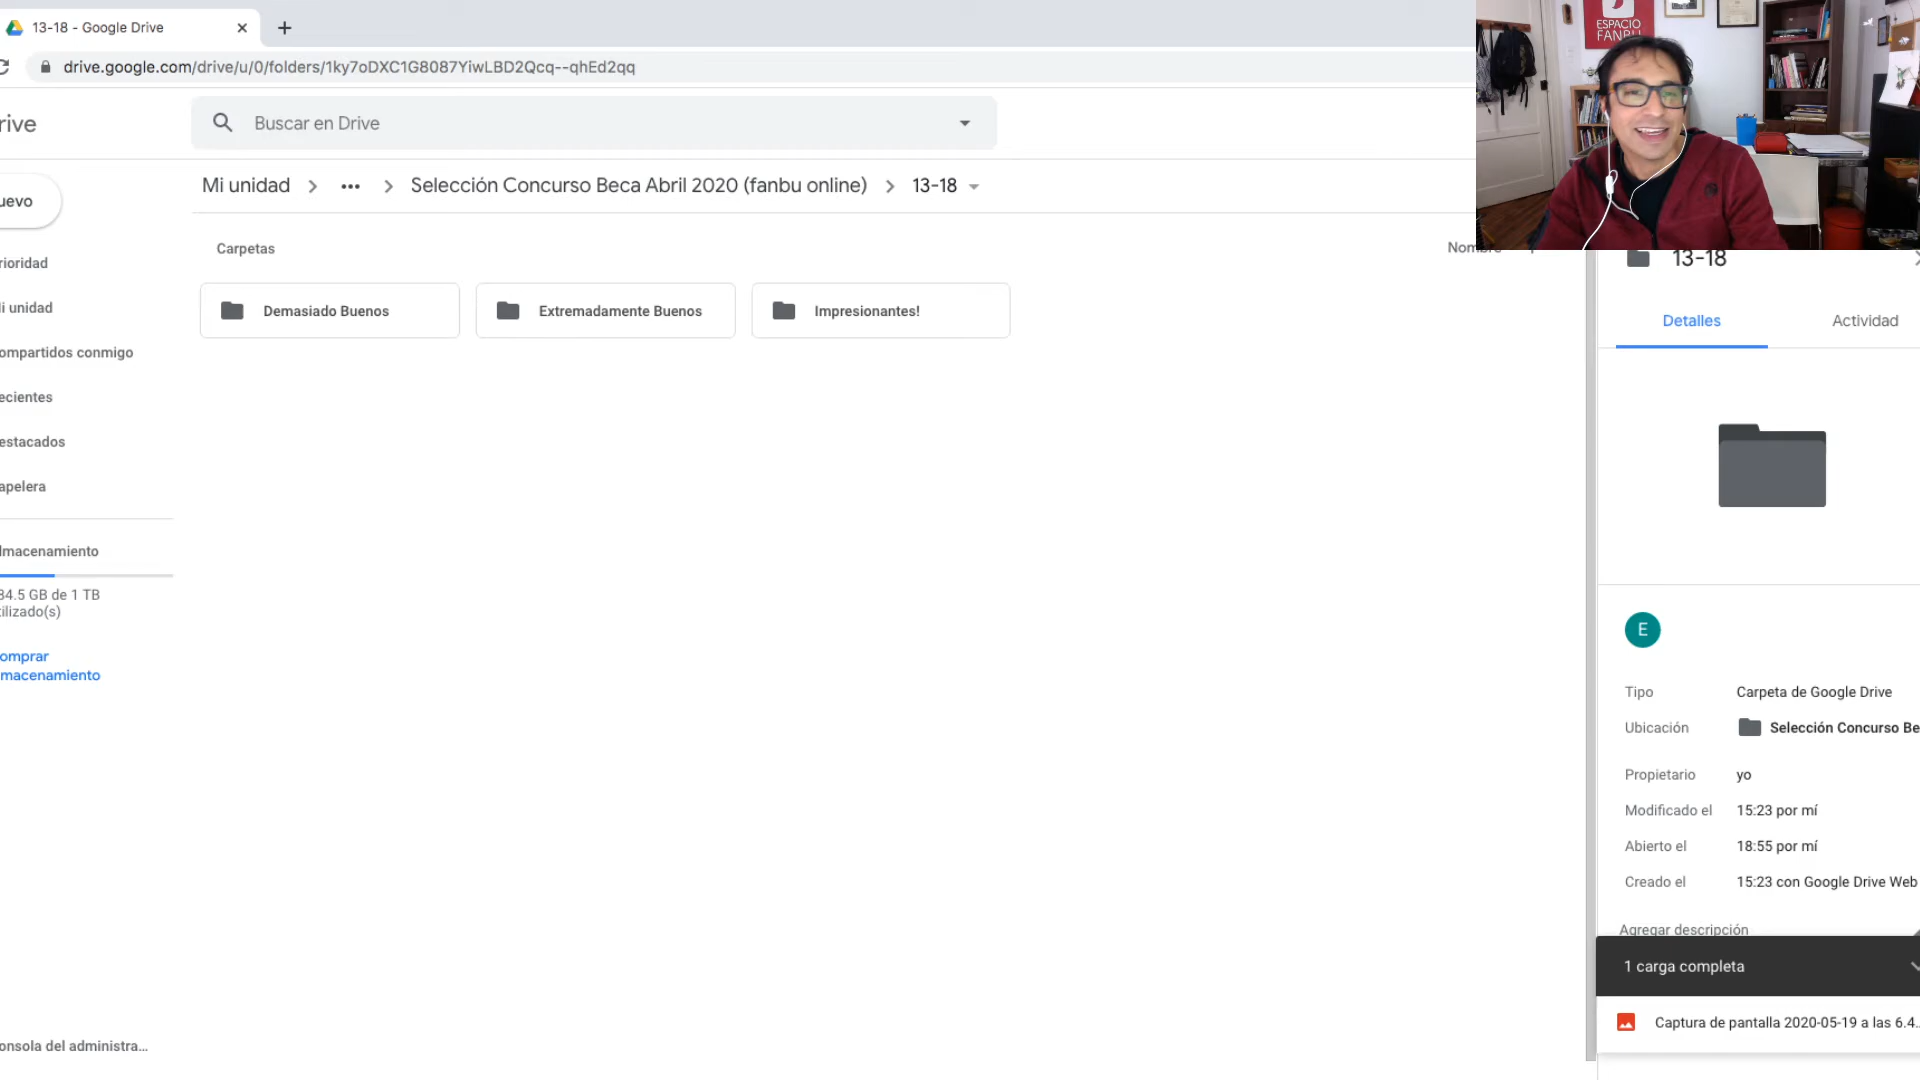 13-18 - Google Drive
drive.google.com/drive/u/0/folders/1ky7oDXC1G8087YiwLBD2Qcq--qhEd2qq
rive
Buscar en Drive
ESPACIO
FANBU
uevo
Mi unidad
Selección Concurso Beca Abril 2020 (fanbu online)
13-18
Carpetas
Nombre
13-18
rioridad
Demasiado Buenos
Extremadamente Buenos
Impresionantes!
i unidad
Detalles
Actividad
ompartidos conmigo
ecientes
estacados
apelera
lmacenamiento
34.5 GB de 1 TB
tilizado(s)
omprar
macenamiento
E
Tipo
Carpeta de Google Drive
Ubicación
Selección Concurso Be
Propietario
yo
Modificado el
15:23 por mí
Abierto el
18:55 por mí
Creado el
15:23 con Google Drive Web
Agregar descripción
1 carga completa
Captura de pantalla 2020-05-19 a las 6.4...
onsola del administra...